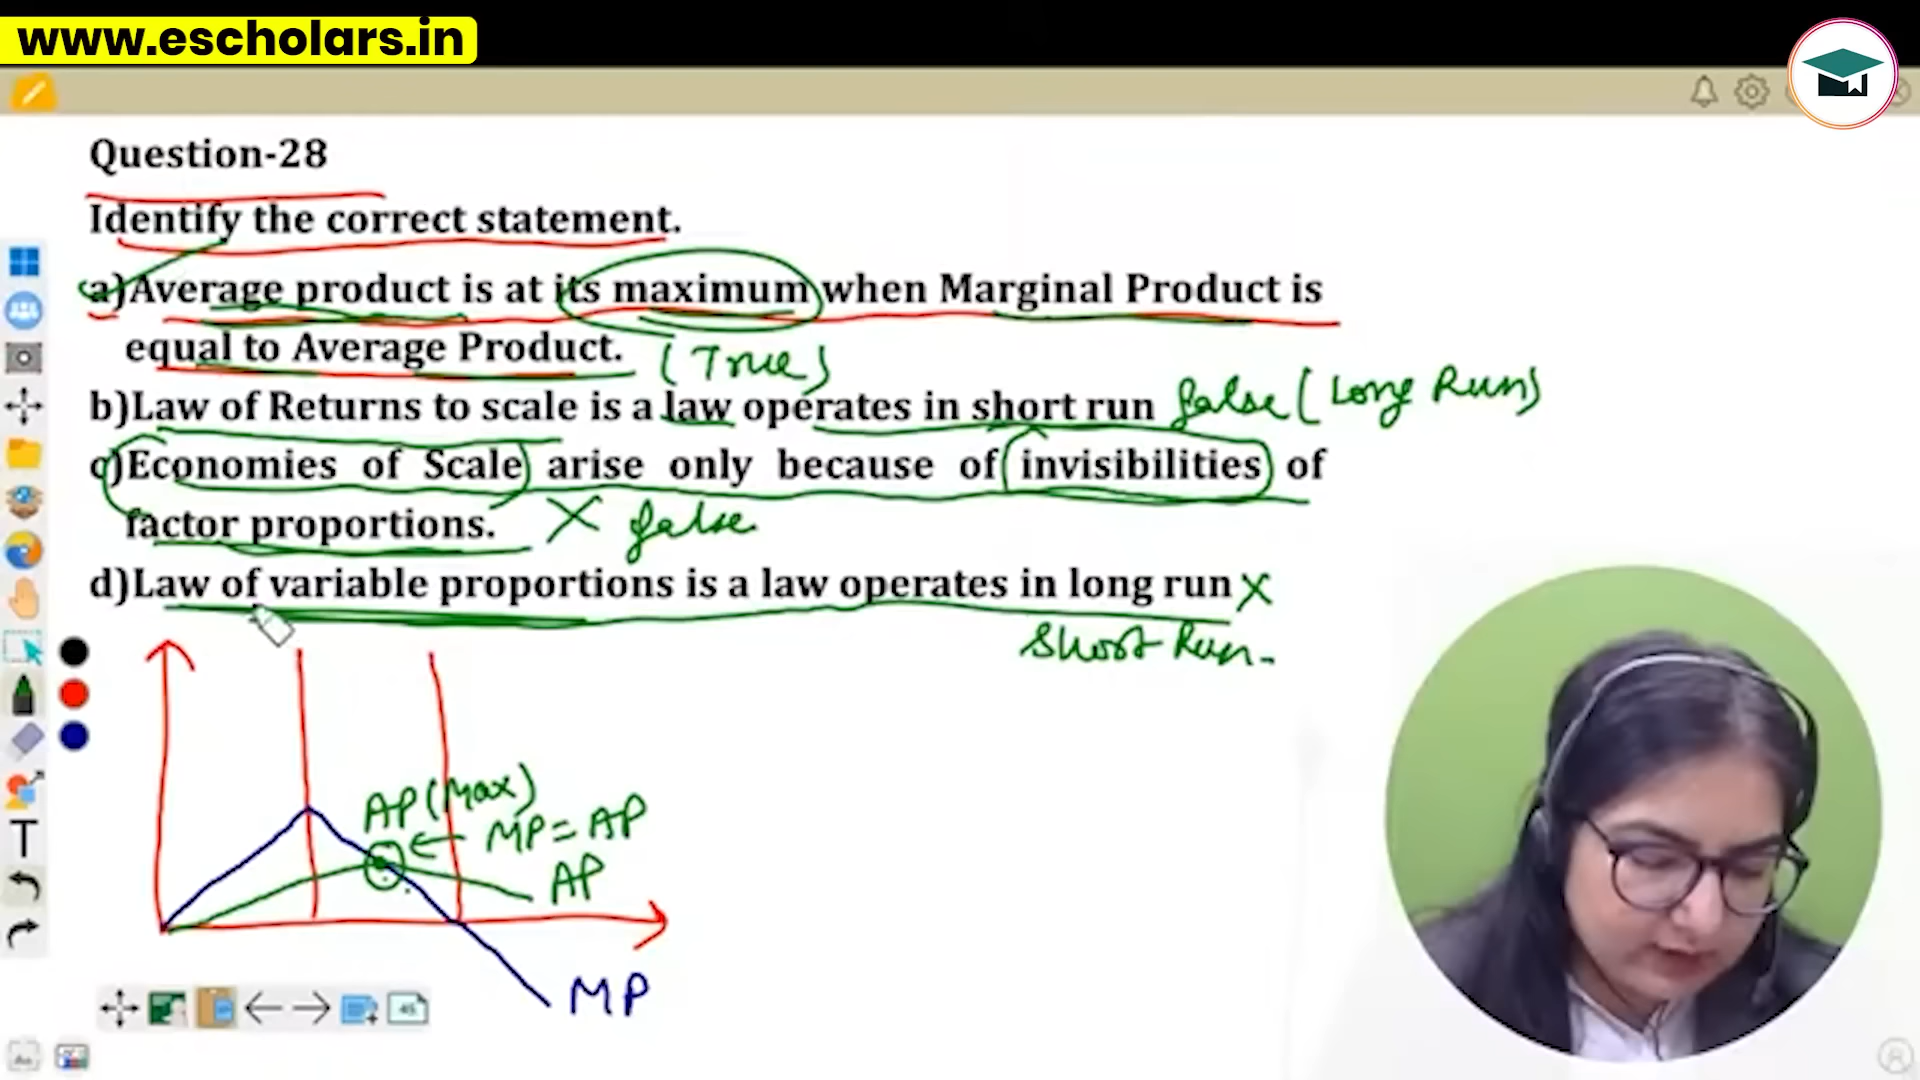 www.escholars.in
Question-28
Identify the correct statement.
a)Average product is at its maximum when Marginal Product is
equal to Average Product. (True)
b)Law of Returns to scale is a law operates in short run false (Long Run)
c)Economies of Scale arise only because of invisibilities of
factor proportions. X false
d)Law of variable proportions is a law operates in long run X
Short Run.
AP (Max)
MP = AP
AP
MP
T
45